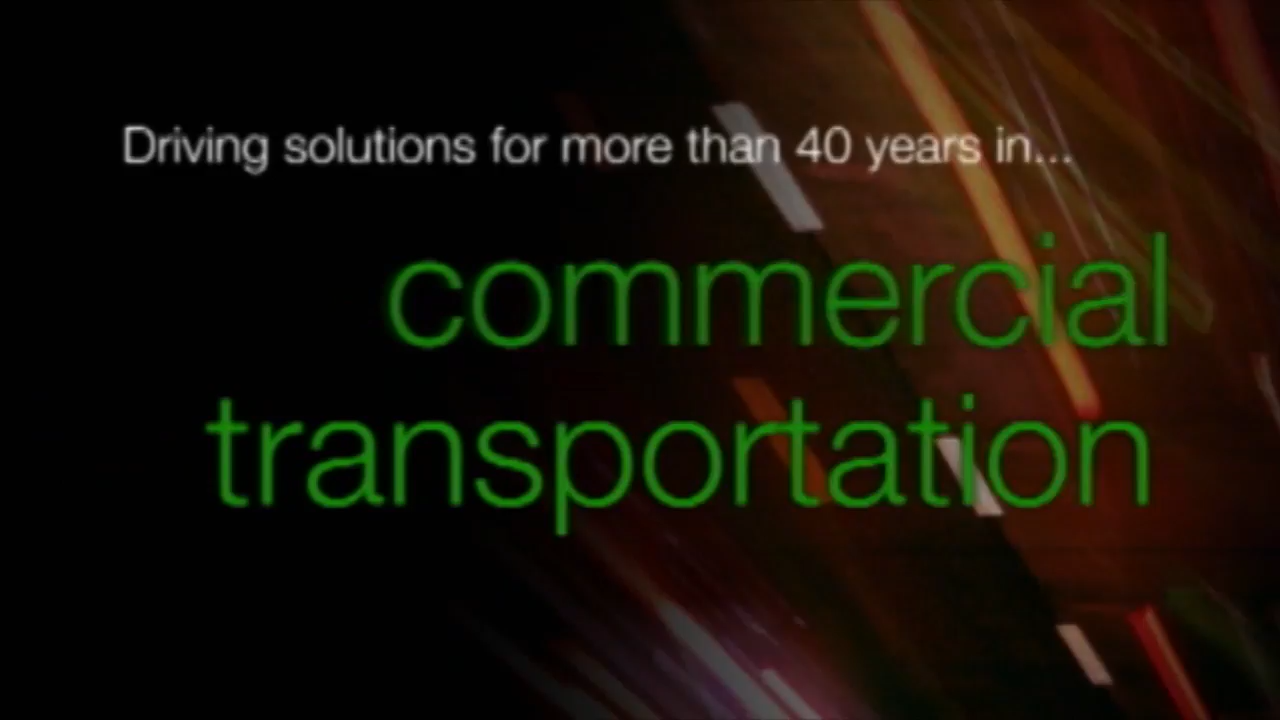 Driving solutions for more than 40 years in...
commercial
transportation